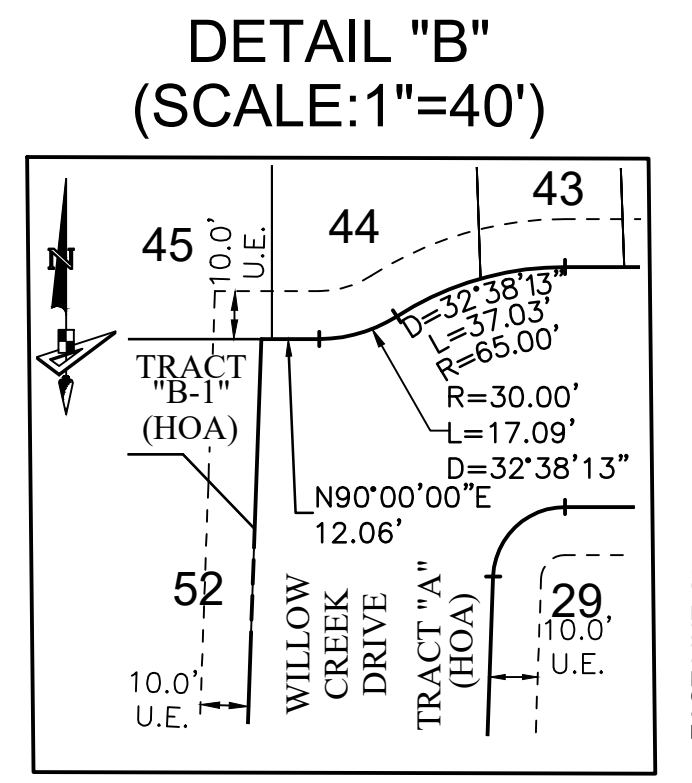 DETAIL "B"
(SCALE:1"=40')
43
44
45
10.0'
U.E.
N
D=32°38'13"
L=37.03'
R=65.00'
TRACT
"B-1"
(HOA)
R=30.00'
L=17.09'
D=32°38'13"
N90°00'00"E
12.06'
52
WILLOW
CREEK
DRIVE
TRACT "A"
(HOA)
29
10.0'
U.E.
10.0'
U.E.